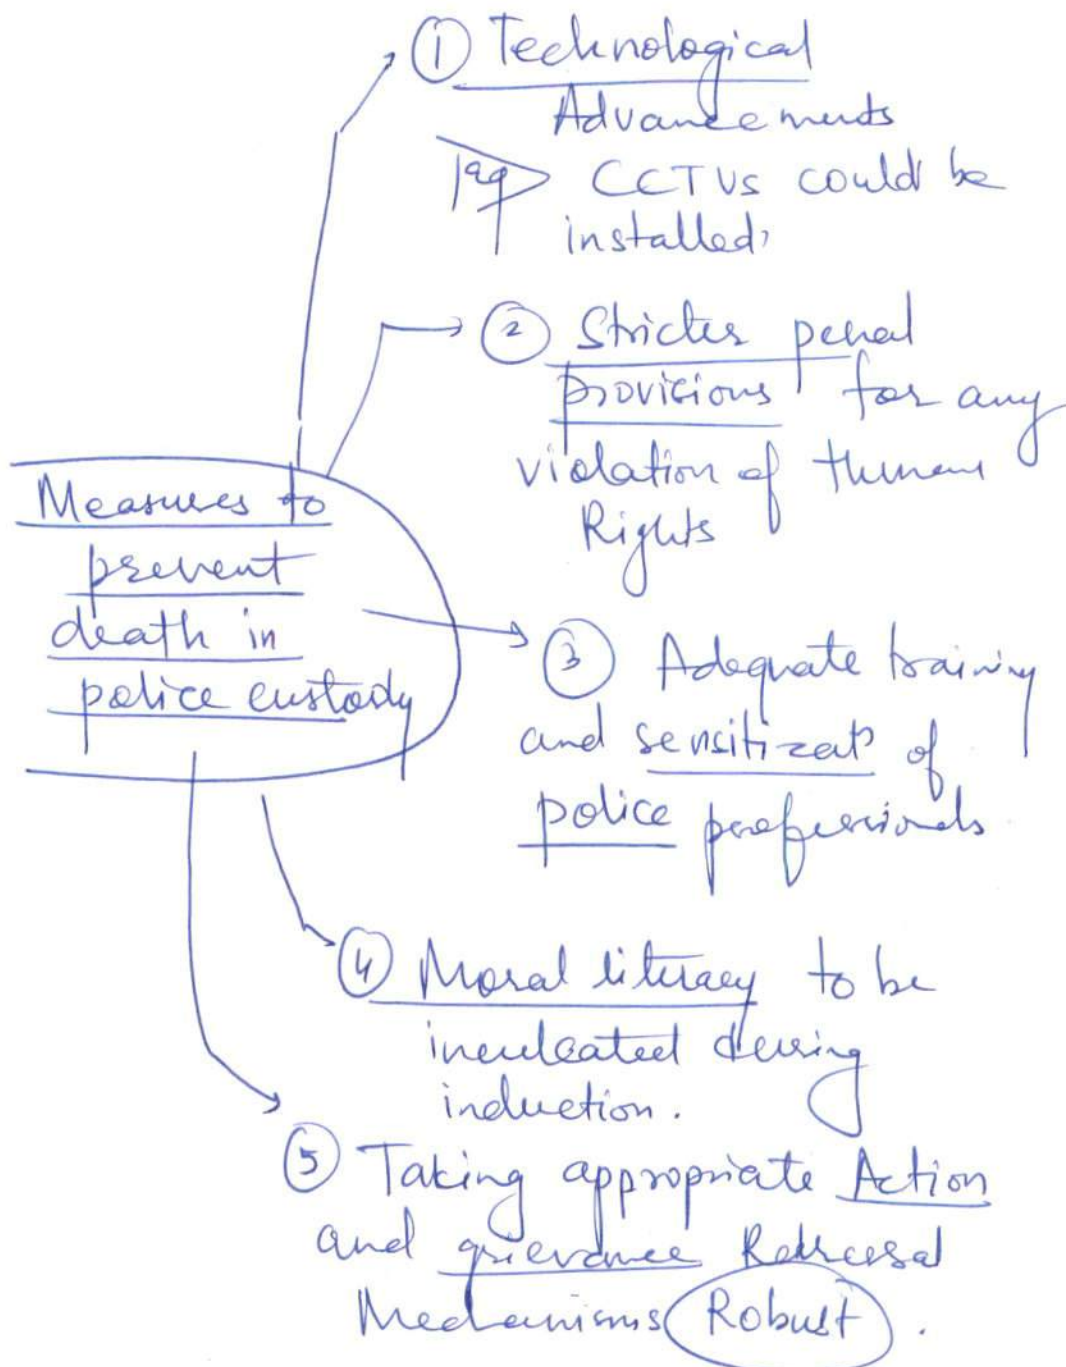 ① Technological
Advancements
eg CCTVs could be
installed,
② Stricter penal
provisions for any
violation of Human
Rights
Measures to
prevent
death in
police custody
③ Adequate training
and sensitizatn of
police professionals
④ Moral literacy to be
inculcated during
induction.
⑤ Taking appropriate Action
and grievance Redressal
Mechanisms Robust.